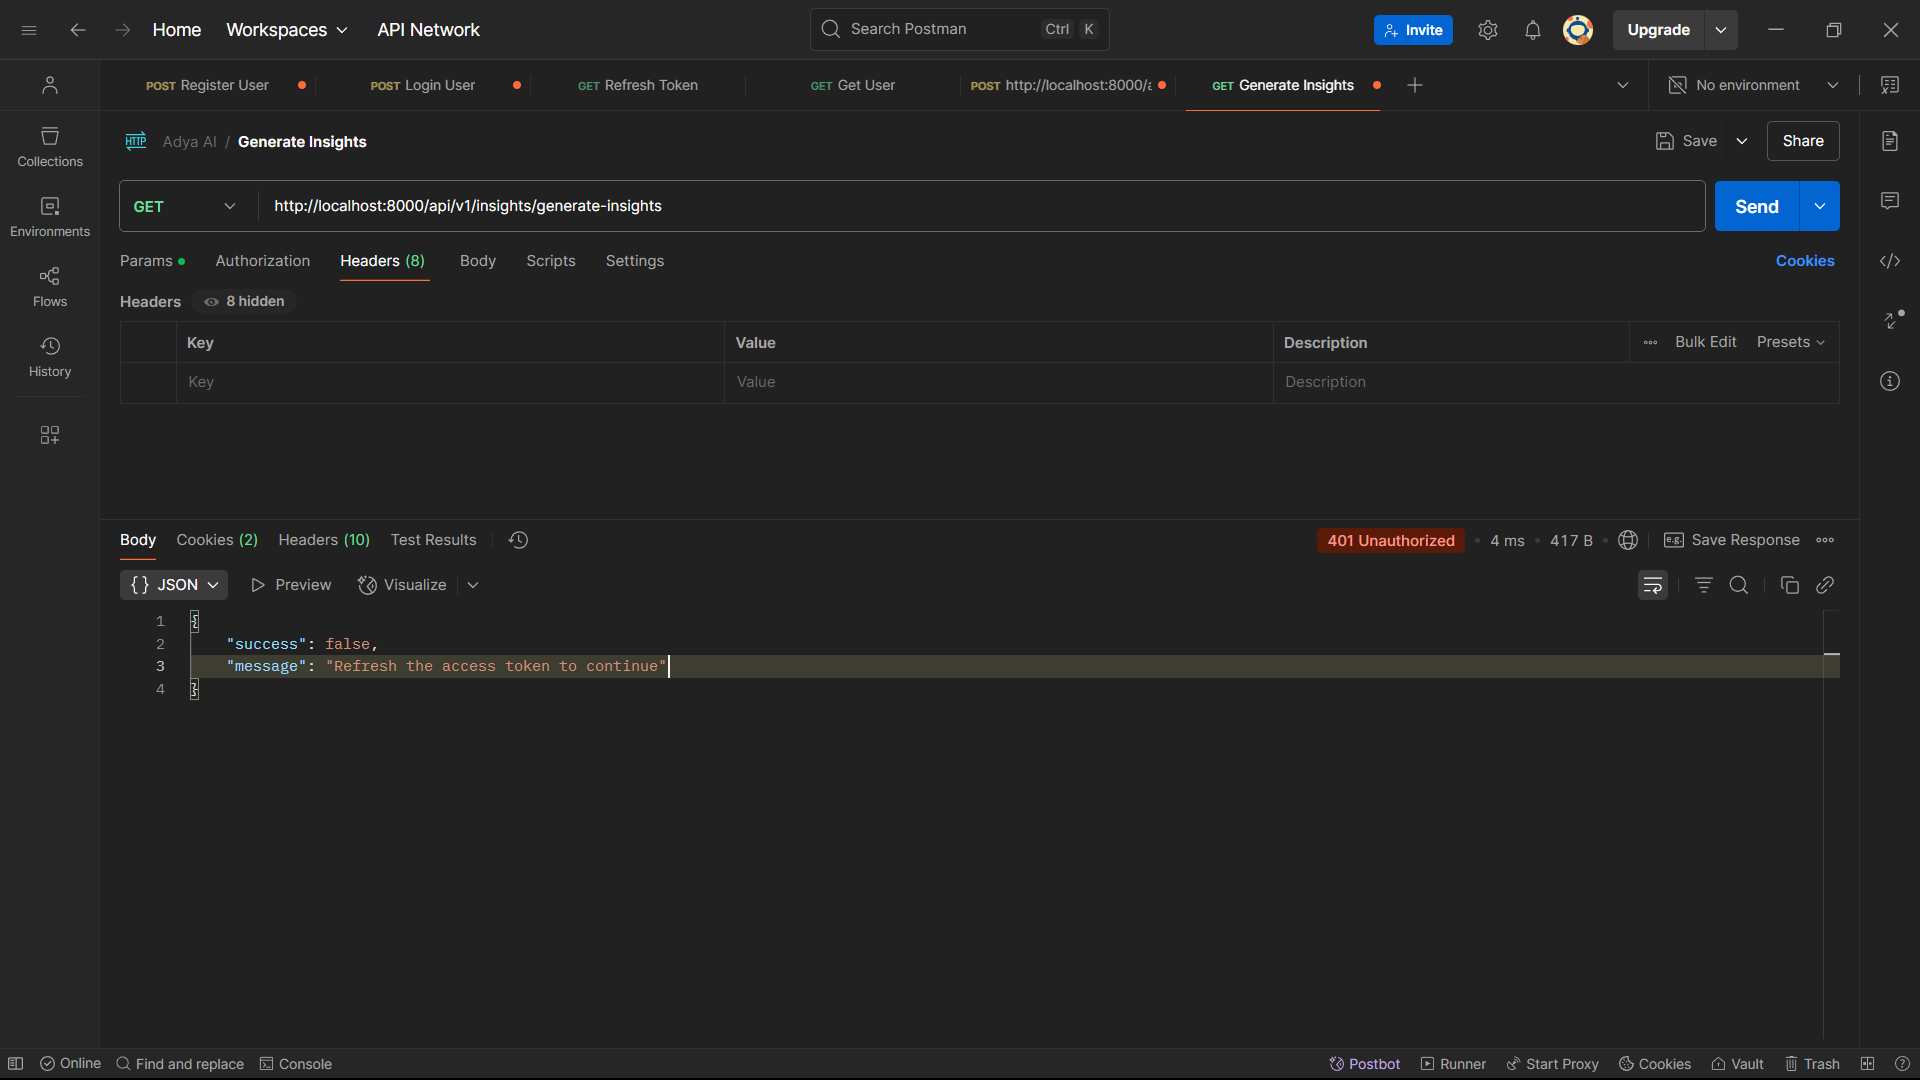 Home Workspaces API Network Search Postman Ctrl K Invite Upgrade
POST Register User POST Login User GET Refresh Token GET Get User POST http://localhost:8000/a GET Generate Insights No environment
HTTP Adya AI / Generate Insights Save Share
Collections
GET http://localhost:8000/api/v1/insights/generate-insights Send
Environments
Params Authorization Headers (8) Body Scripts Settings Cookies
Flows
Headers 8 hidden
Key Value Description Bulk Edit Presets
History
Key Value Description
Body Cookies (2) Headers (10) Test Results 401 Unauthorized 4 ms 417 B e.g. Save Response
{} JSON Preview Visualize
1 {
2 "success": false,
3 "message": "Refresh the access token to continue"
4 }
Online Find and replace Console Postbot Runner Start Proxy Cookies Vault Trash